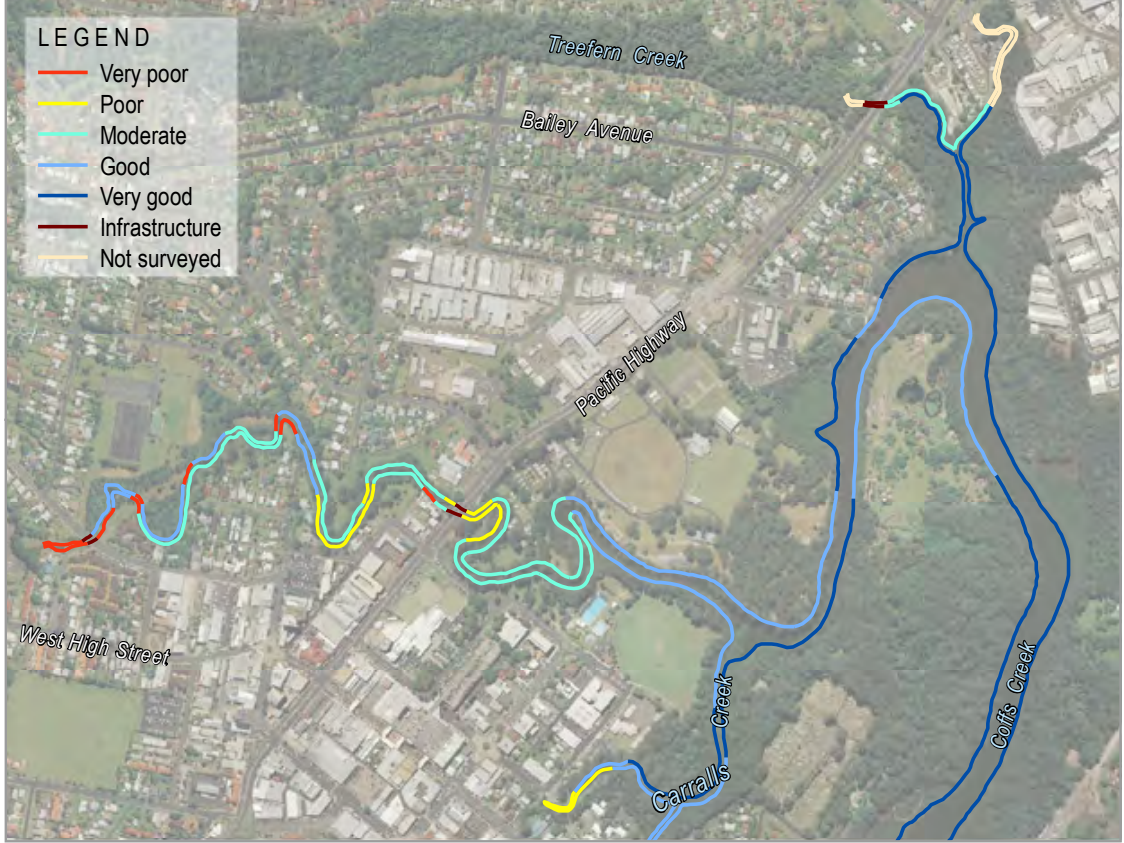 LEGEND
Very poor
Poor
Moderate
Good
Very good
Infrastructure
Not surveyed
Treefern Creek
Bailey Avenue
Pacific Highway
West High Street
Carralls Creek
Coffs Creek